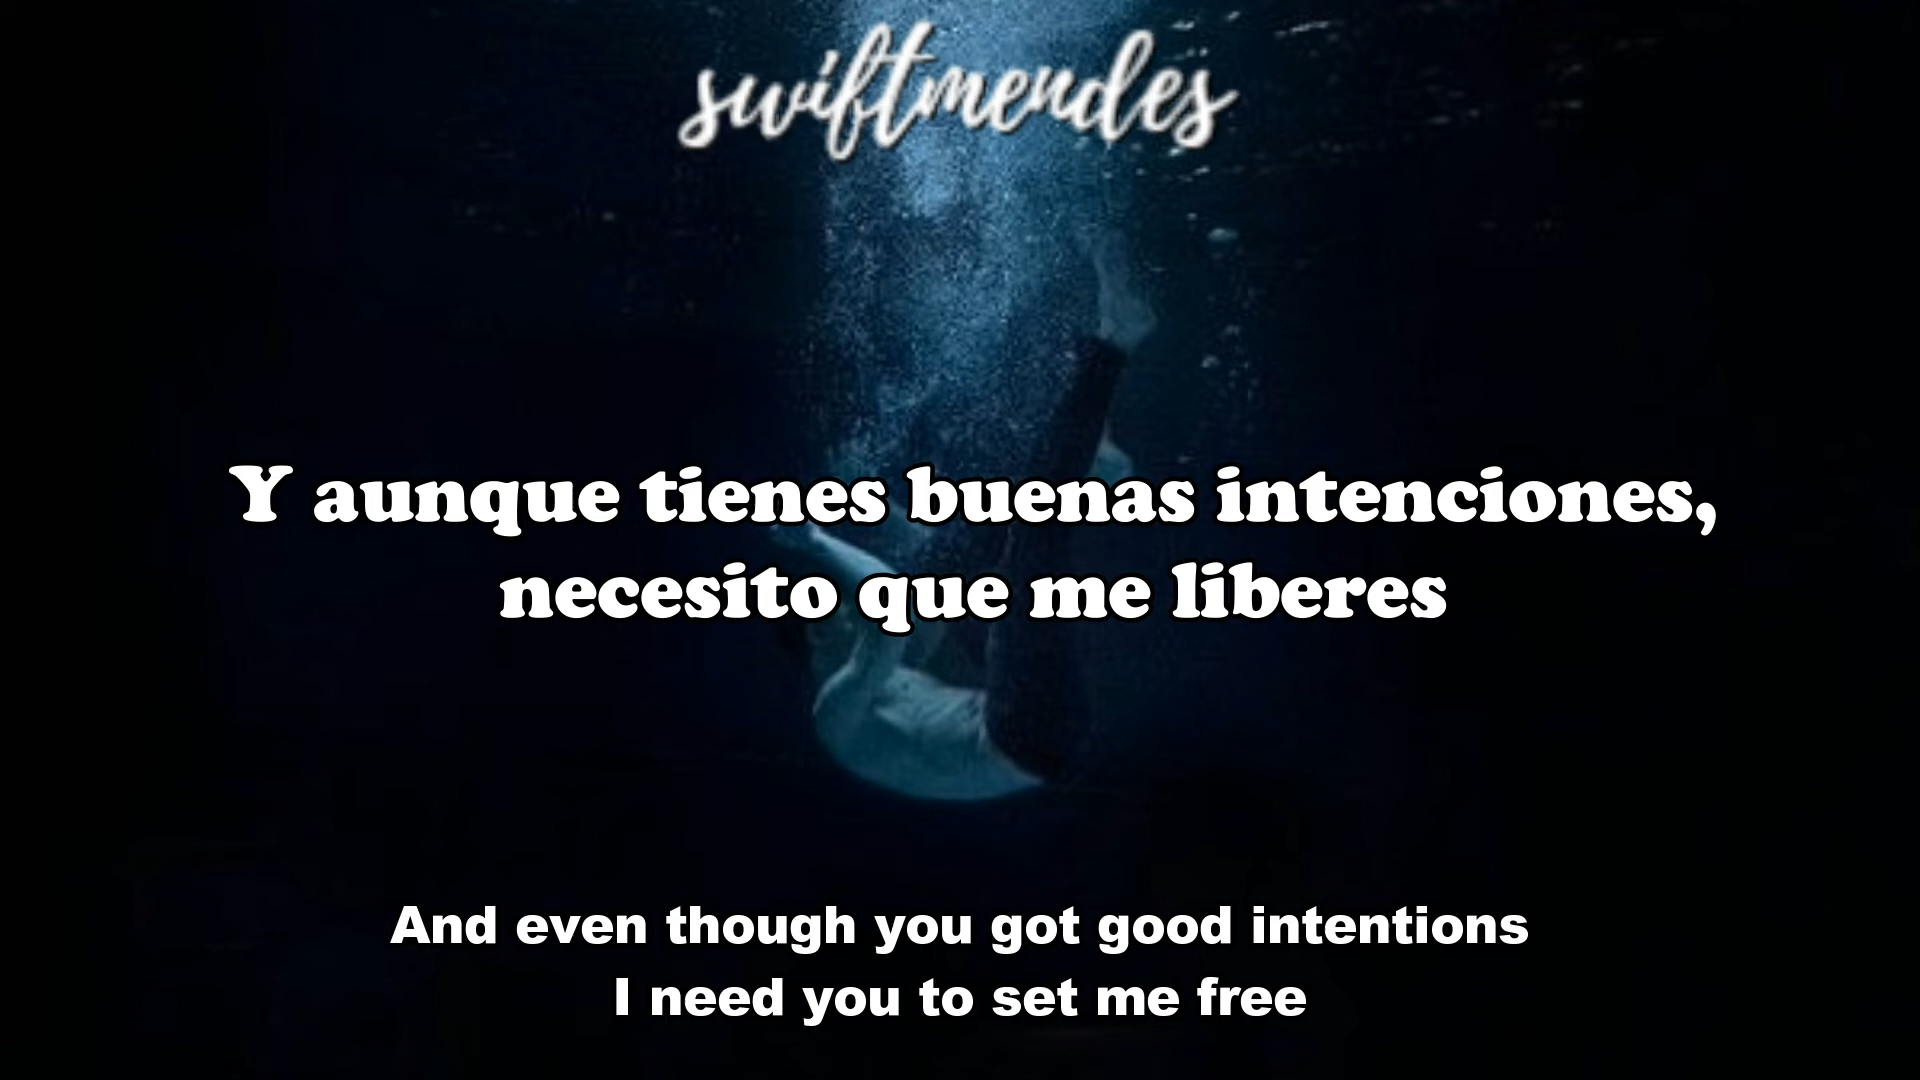 swiftmendes
Y aunque tienes buenas intenciones,
necesito que me liberes
And even though you got good intentions
I need you to set me free